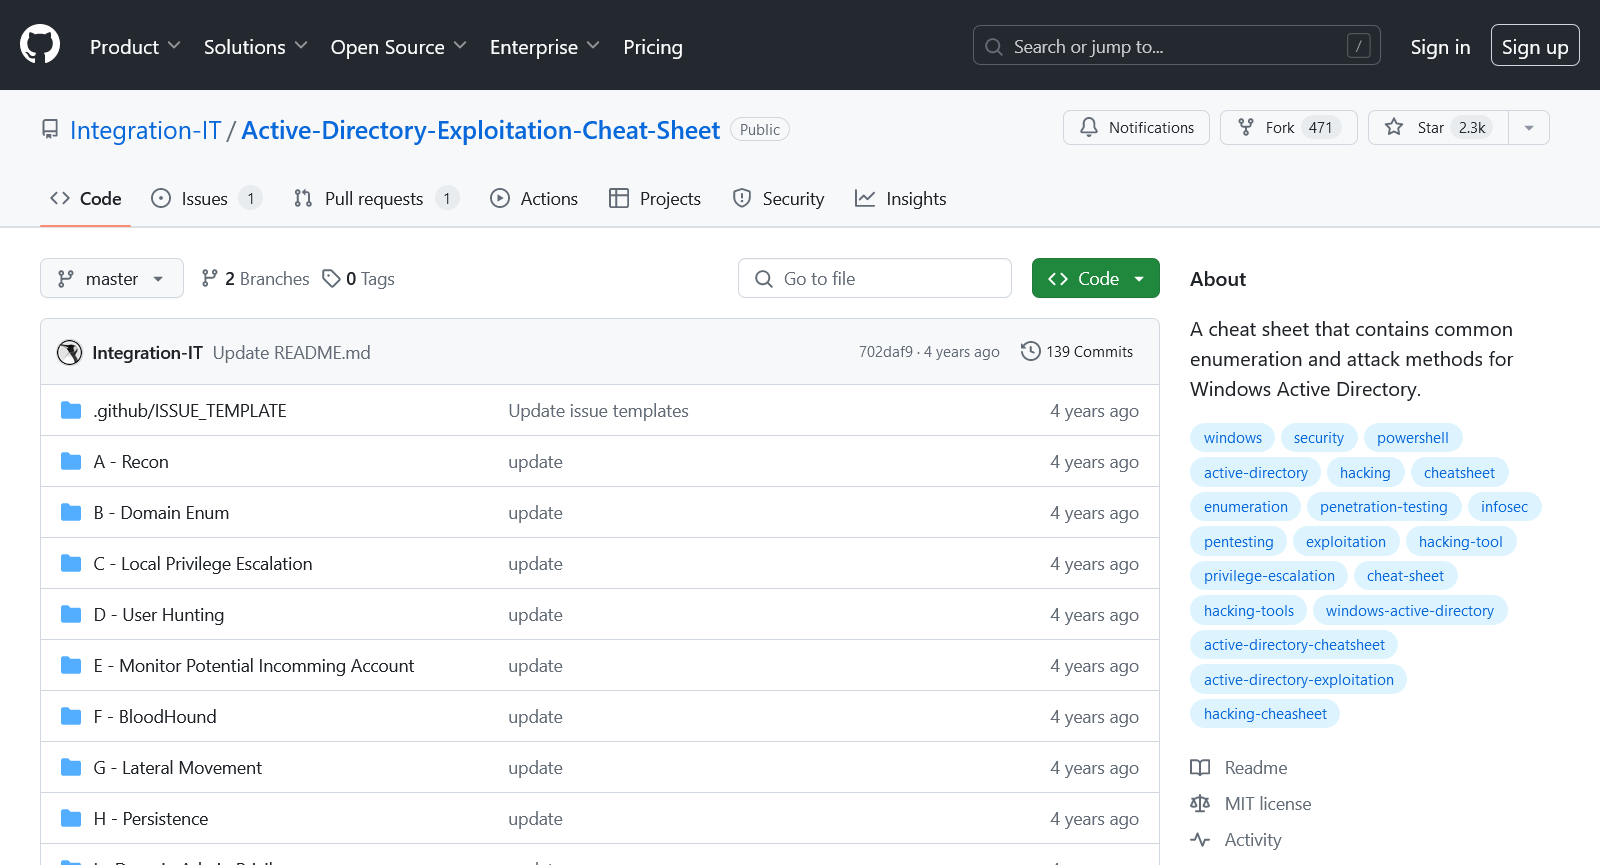 Product Solutions Open Source Enterprise Pricing Search or jump to... / Sign in Sign up
Integration-IT / Active-Directory-Exploitation-Cheat-Sheet Public Notifications Fork 471 Star 2.3k
Code Issues 1 Pull requests 1 Actions Projects Security Insights
master 2 Branches 0 Tags Go to file Code
Integration-IT Update README.md 702daf9 · 4 years ago 139 Commits
.github/ISSUE_TEMPLATE Update issue templates 4 years ago
A - Recon update 4 years ago
B - Domain Enum update 4 years ago
C - Local Privilege Escalation update 4 years ago
D - User Hunting update 4 years ago
E - Monitor Potential Incomming Account update 4 years ago
F - BloodHound update 4 years ago
G - Lateral Movement update 4 years ago
H - Persistence update 4 years ago
About
A cheat sheet that contains common
enumeration and attack methods for
Windows Active Directory.
windows security powershell
active-directory hacking cheatsheet
enumeration penetration-testing infosec
pentesting exploitation hacking-tool
privilege-escalation cheat-sheet
hacking-tools windows-active-directory
active-directory-cheatsheet
active-directory-exploitation
hacking-cheasheet
Readme
MIT license
Activity